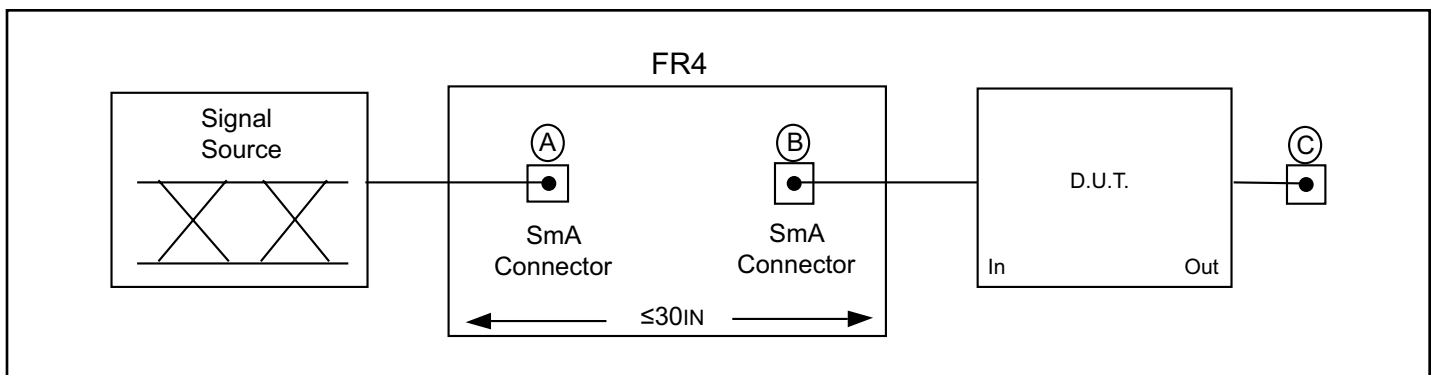 FR4
Signal
Source
A
SmA
Connector
B
SmA
Connector
≤30IN
D.U.T.
In
Out
C